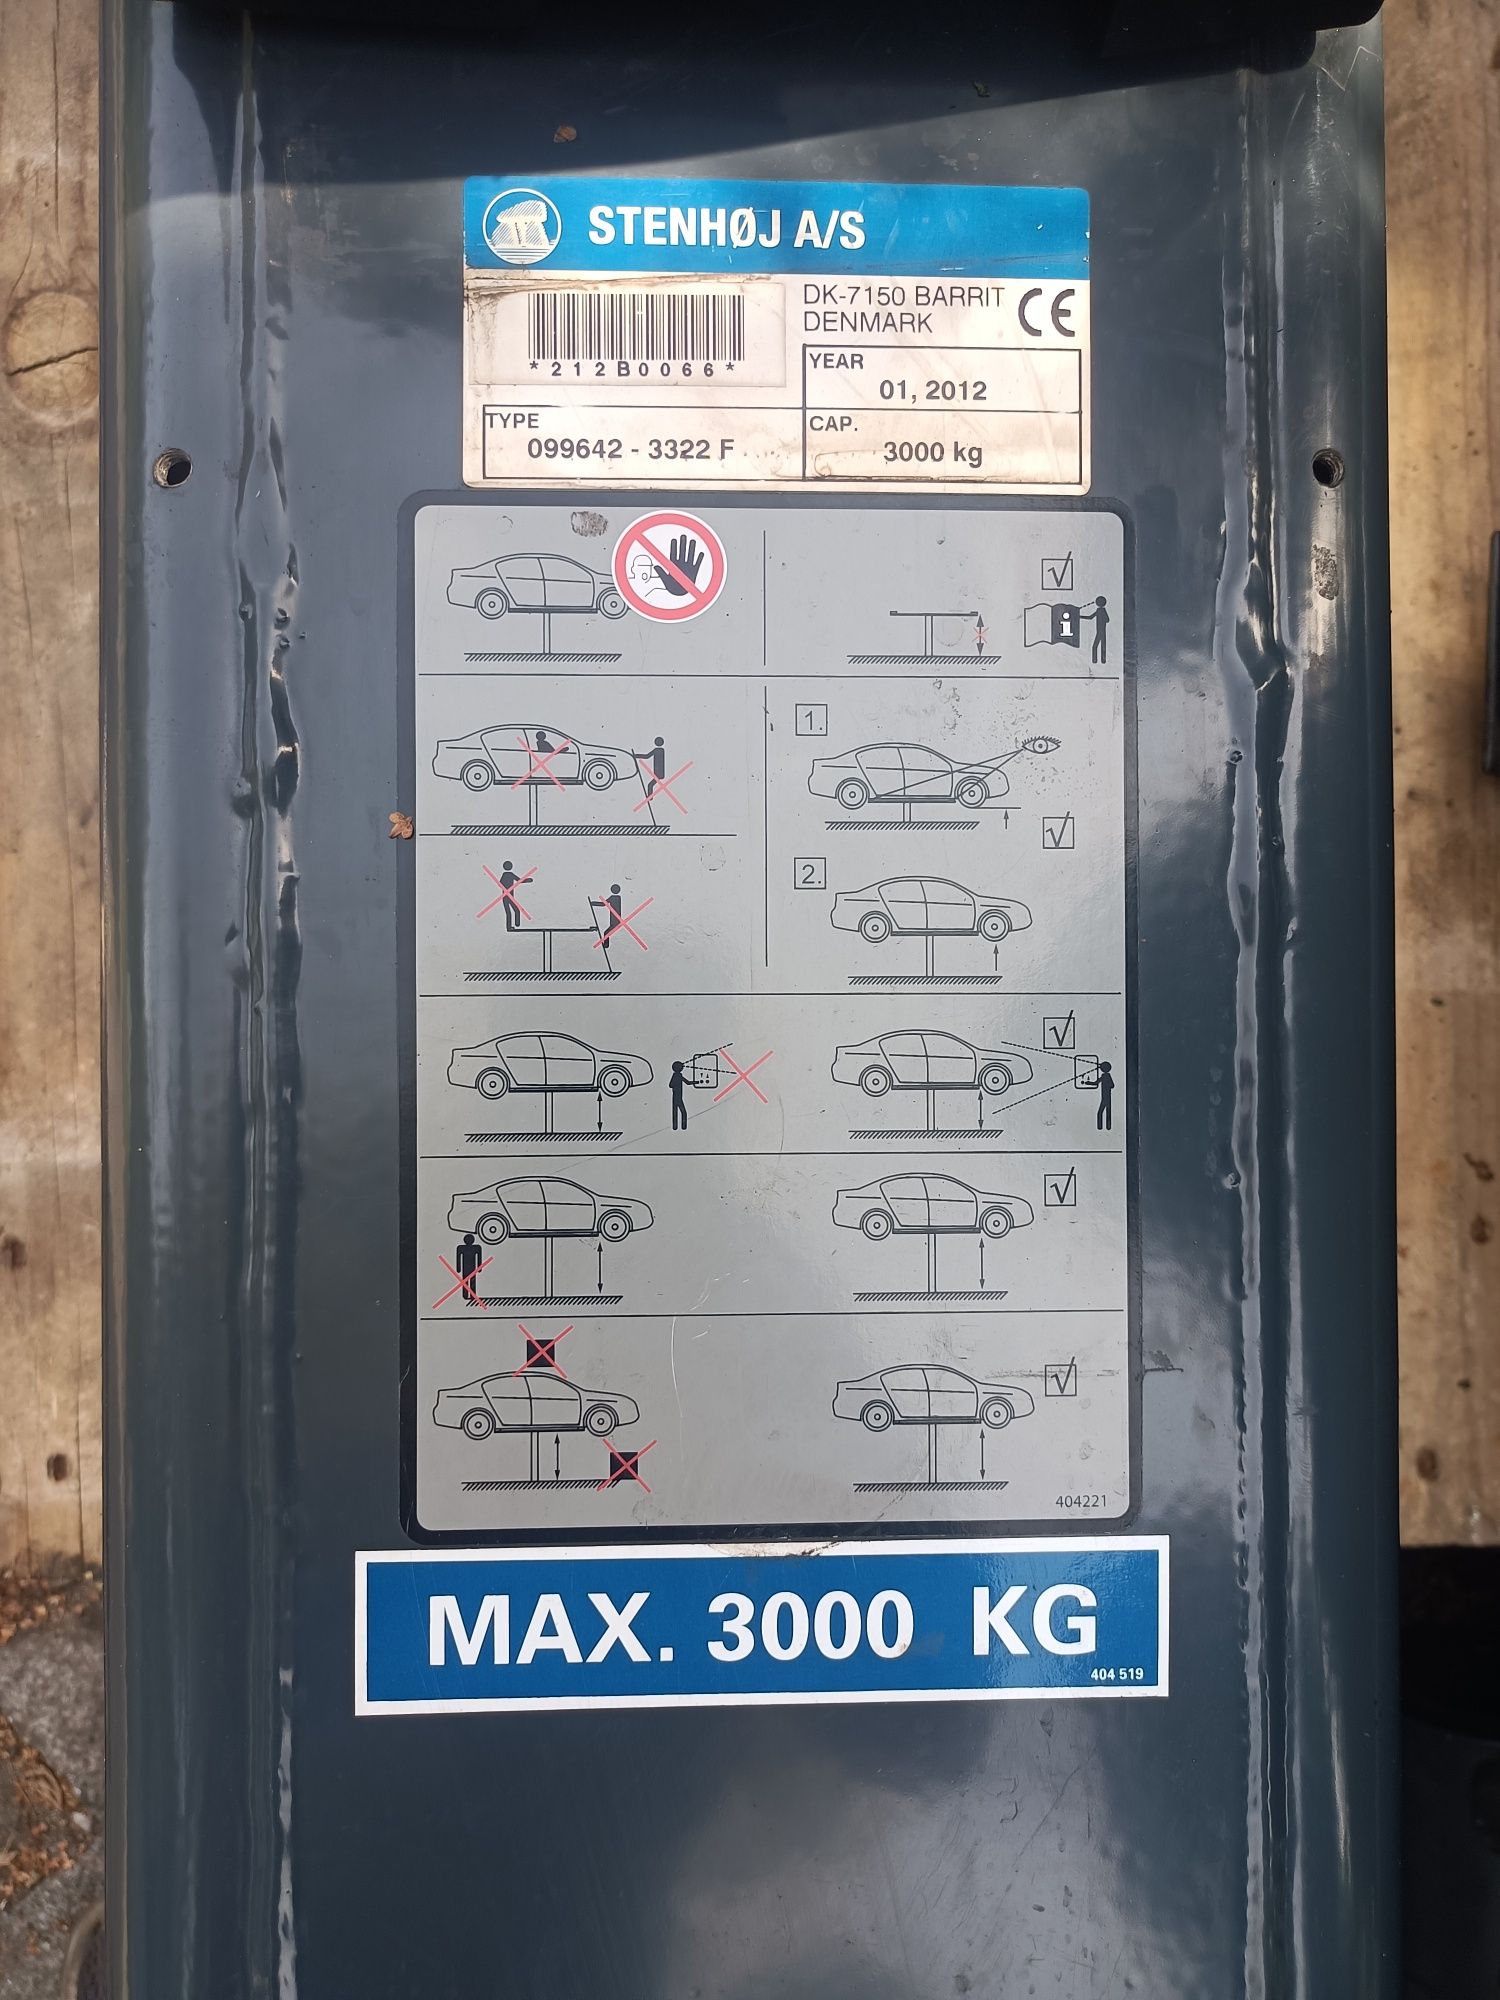 STENHØJ A/S
DK-7150 BARRIT
DENMARK
CE
*212B0066*
YEAR
01, 2012
TYPE
099642 - 3322 F
CAP.
3000 kg
i
1.
2.
404221
MAX. 3000 KG
404 519